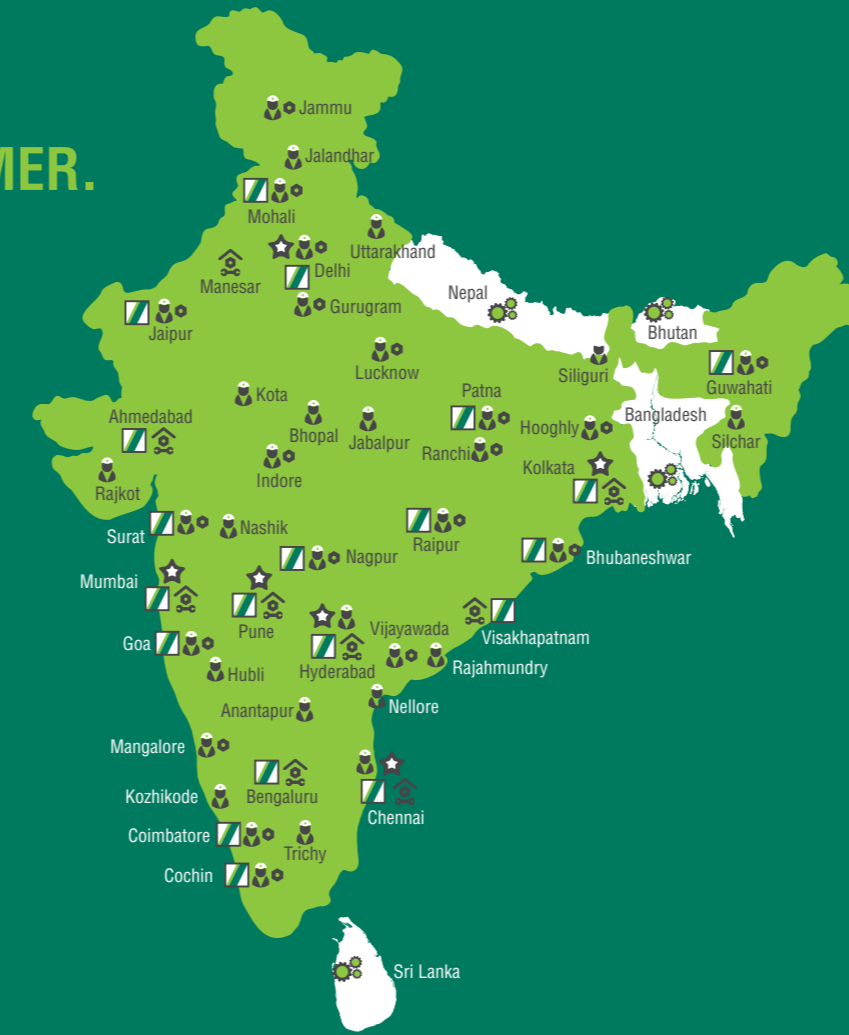 MER.
Jammu
Jalandhar
Mohali
Uttarakhand
Delhi
Manesar
Nepal
Gurugram
Jaipur
Bhutan
Lucknow
Siliguri
Guwahati
Kota
Patna
Ahmedabad
Bangladesh
Bhopal
Jabalpur
Hooghly
Silchar
Ranchi
Kolkata
Indore
Rajkot
Surat
Nashik
Raipur
Nagpur
Bhubaneshwar
Mumbai
Pune
Vijayawada
Visakhapatnam
Goa
Hyderabad
Rajahmundry
Hubli
Nellore
Anantapur
Mangalore
Kozhikode
Bengaluru
Chennai
Coimbatore
Trichy
Cochin
Sri Lanka